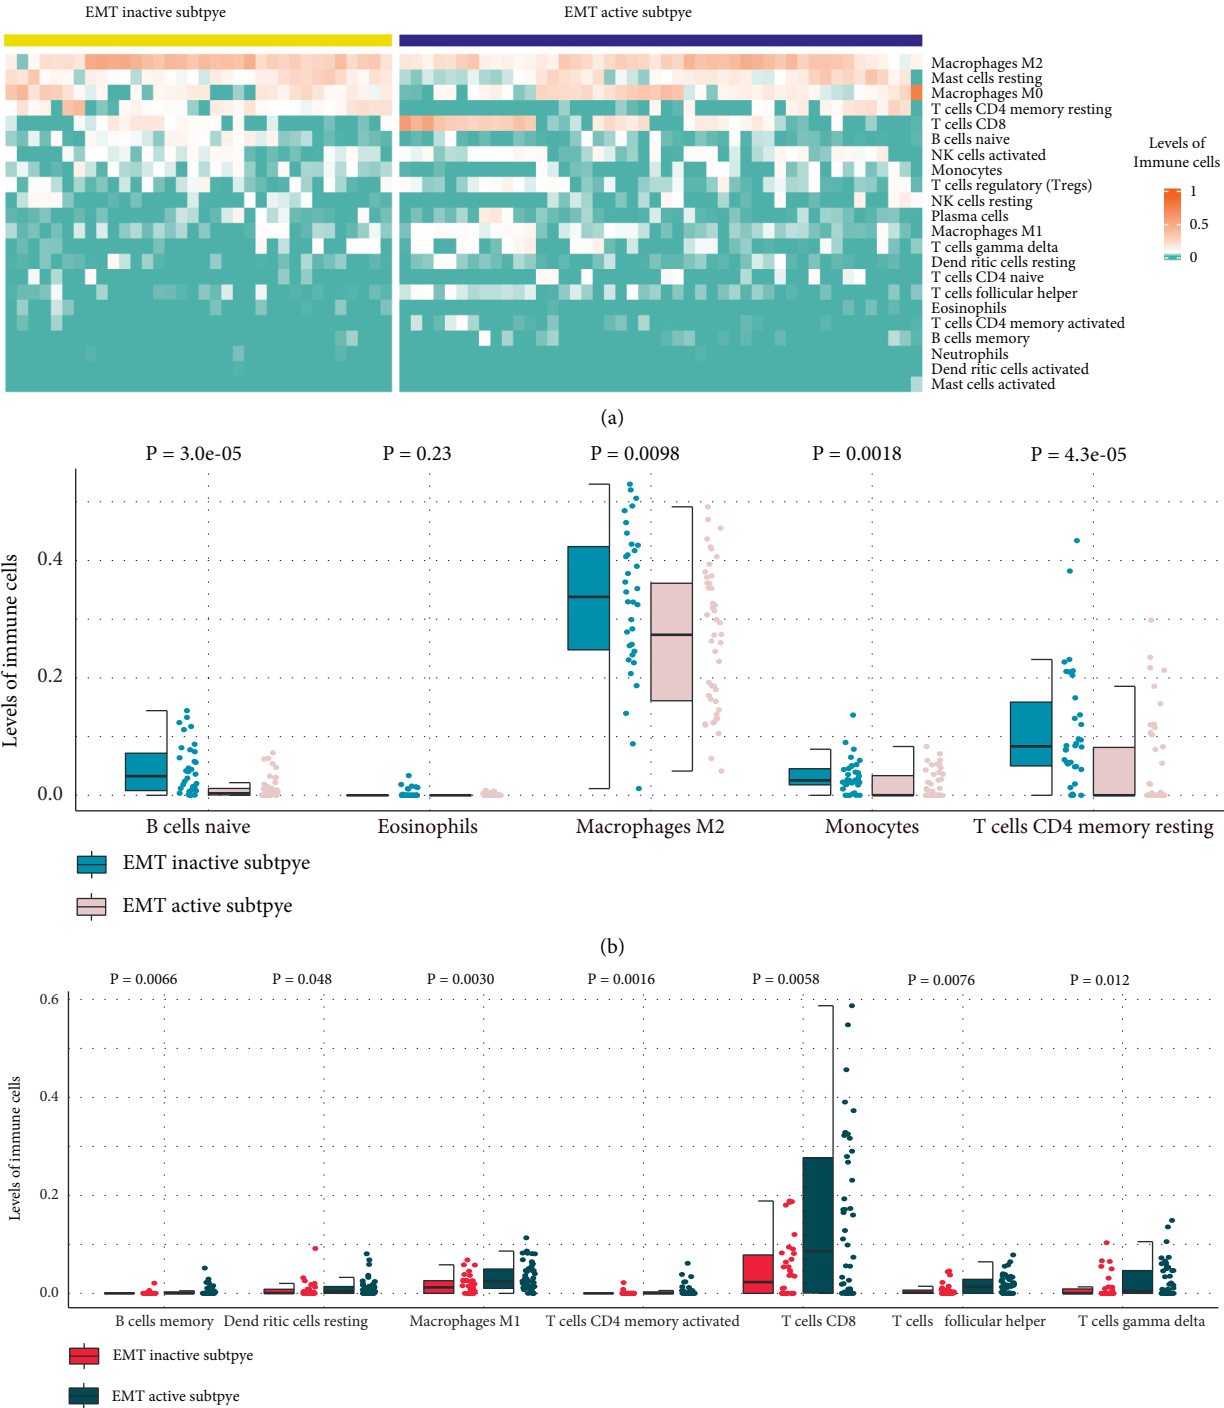 EMT inactive subtpye EMT active subtpye
Macrophages M2
Mast cells resting
Macrophages M0
T cells CD4 memory resting
T cells CD8
B cells naive
NK cells activated
Monocytes
T cells regulatory (Tregs)
NK cells resting
Plasma cells
Macrophages M1
T cells gamma delta
Dend ritic cells resting
T cells CD4 naive
T cells follicular helper
Eosinophils
T cells CD4 memory activated
B cells memory
Neutrophils
Dend ritic cells activated
Mast cells activated
Levels of
Immune cells
1
0.5
0
(a)
P = 3.0e-05 P = 0.23 P = 0.0098 P = 0.0018 P = 4.3e-05
Levels of immune cells
0.4
0.2
0.0
B cells naive Eosinophils Macrophages M2 Monocytes T cells CD4 memory resting
EMT inactive subtpye
EMT active subtpye
(b)
P = 0.0066 P = 0.048 P = 0.0030 P = 0.0016 P = 0.0058 P = 0.0076 P = 0.012
Levels of immune cells
0.6
0.4
0.2
0.0
B cells memory Dend ritic cells resting Macrophages M1 T cells CD4 memory activated T cells CD8 T cells follicular helper T cells gamma delta
EMT inactive subtpye
EMT active subtpye